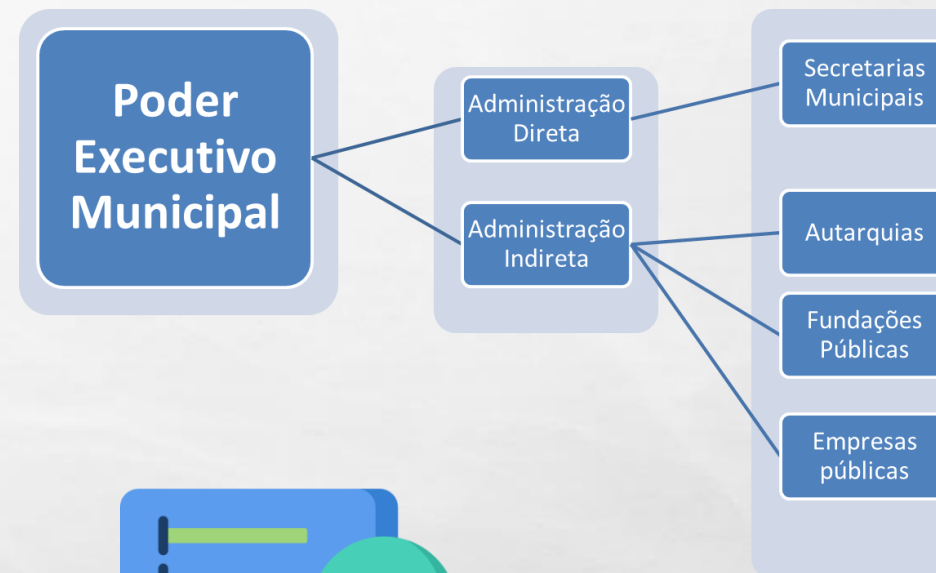 Poder
Executivo
Municipal
Administração
Direta
Administração
Indireta
Secretarias
Municipais
Autarquias
Fundações
Públicas
Empresas
públicas